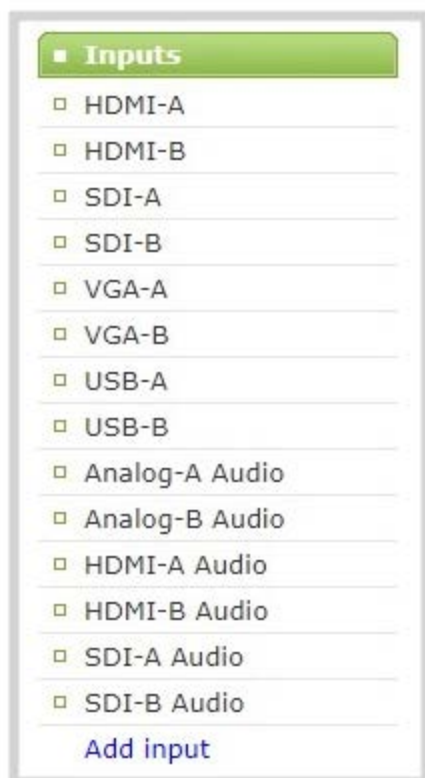 Inputs
HDMI-A
HDMI-B
SDI-A
SDI-B
VGA-A
VGA-B
USB-A
USB-B
Analog-A Audio
Analog-B Audio
HDMI-A Audio
HDMI-B Audio
SDI-A Audio
SDI-B Audio
Add input